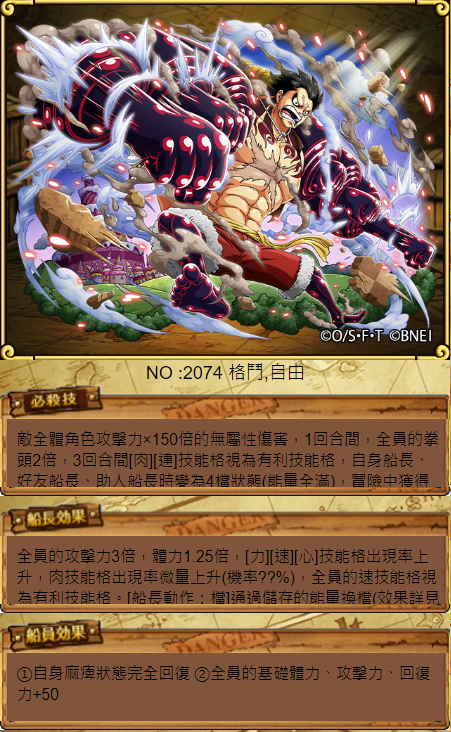 ©O/S・F・T ©BNEI
NO :2074 格鬥,自由
必殺技
敵全體角色攻擊力×150倍的無屬性傷害，1回合間，全員的拳
頭2倍，3回合間[肉][連]技能格視為有利技能格，自身船長、
好友船長、助人船長時變為4檔狀態(能量全滿)，冒險中獲得
船長効果
全員的攻擊力3倍，體力1.25倍，[力][速][心]技能格出現率上
升，肉技能格出現率微量上升(機率??%)，全員的速技能格視
為有利技能格。[船長動作：檔]通過儲存的能量換檔(效果詳見
船員効果
①自身麻痺狀態完全回復 ②全員的基礎體力、攻擊力、回復
力+50